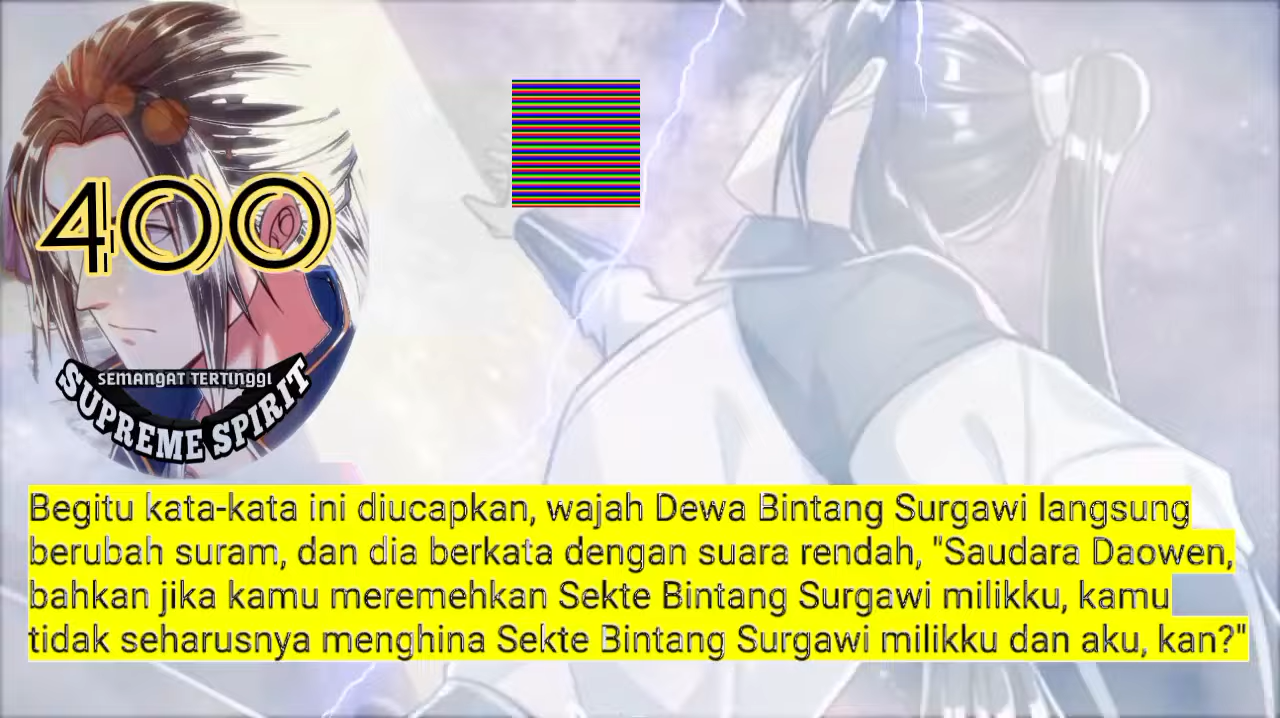 400
SEMANGAT TERTINGGI
SUPREME SPIRIT
Begitu kata-kata ini diucapkan, wajah Dewa Bintang Surgawi langsung
berubah suram, dan dia berkata dengan suara rendah, "Saudara Daowen,
bahkan jika kamu meremehkan Sekte Bintang Surgawi milikku, kamu
tidak seharusnya menghina Sekte Bintang Surgawi milikku dan aku, kan?"